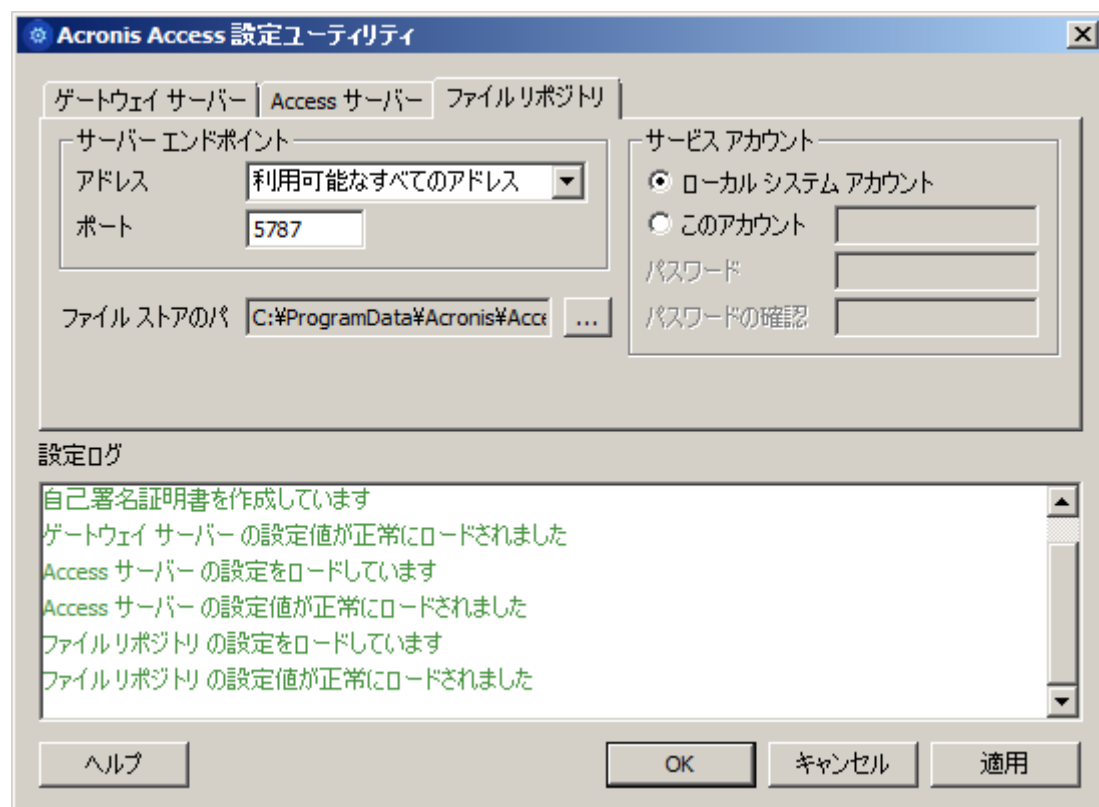 Acronis Access 設定ユーティリティ
ゲートウェイ サーバー
Access サーバー
ファイル リポジトリ
サーバー エンドポイント
アドレス
利用可能なすべてのアドレス
ポート
5787
ファイル ストアのパ
C:¥ProgramData¥Acronis¥Acce
...
サービス アカウント
ローカル システム アカウント
このアカウント
パスワード
パスワードの確認
設定ログ
自己署名証明書を作成しています
ゲートウェイ サーバー の設定値が正常にロードされました
Access サーバー の設定をロードしています
Access サーバー の設定値が正常にロードされました
ファイル リポジトリ の設定をロードしています
ファイル リポジトリ の設定値が正常にロードされました
ヘルプ
OK
キャンセル
適用